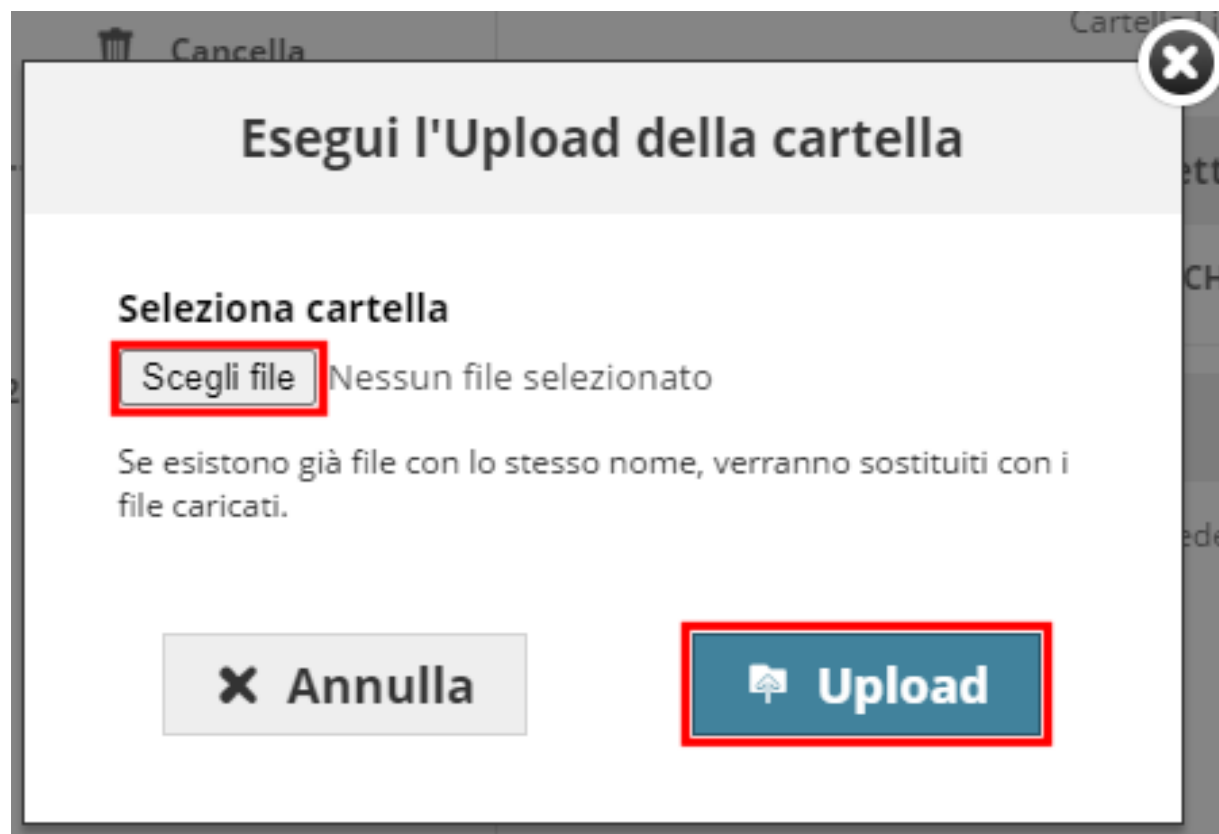 Cancella
Esegui l'Upload della cartella
Seleziona cartella
Scegli file Nessun file selezionato
Se esistono già file con lo stesso nome, verranno sostituiti con i
file caricati.
Annulla
Upload